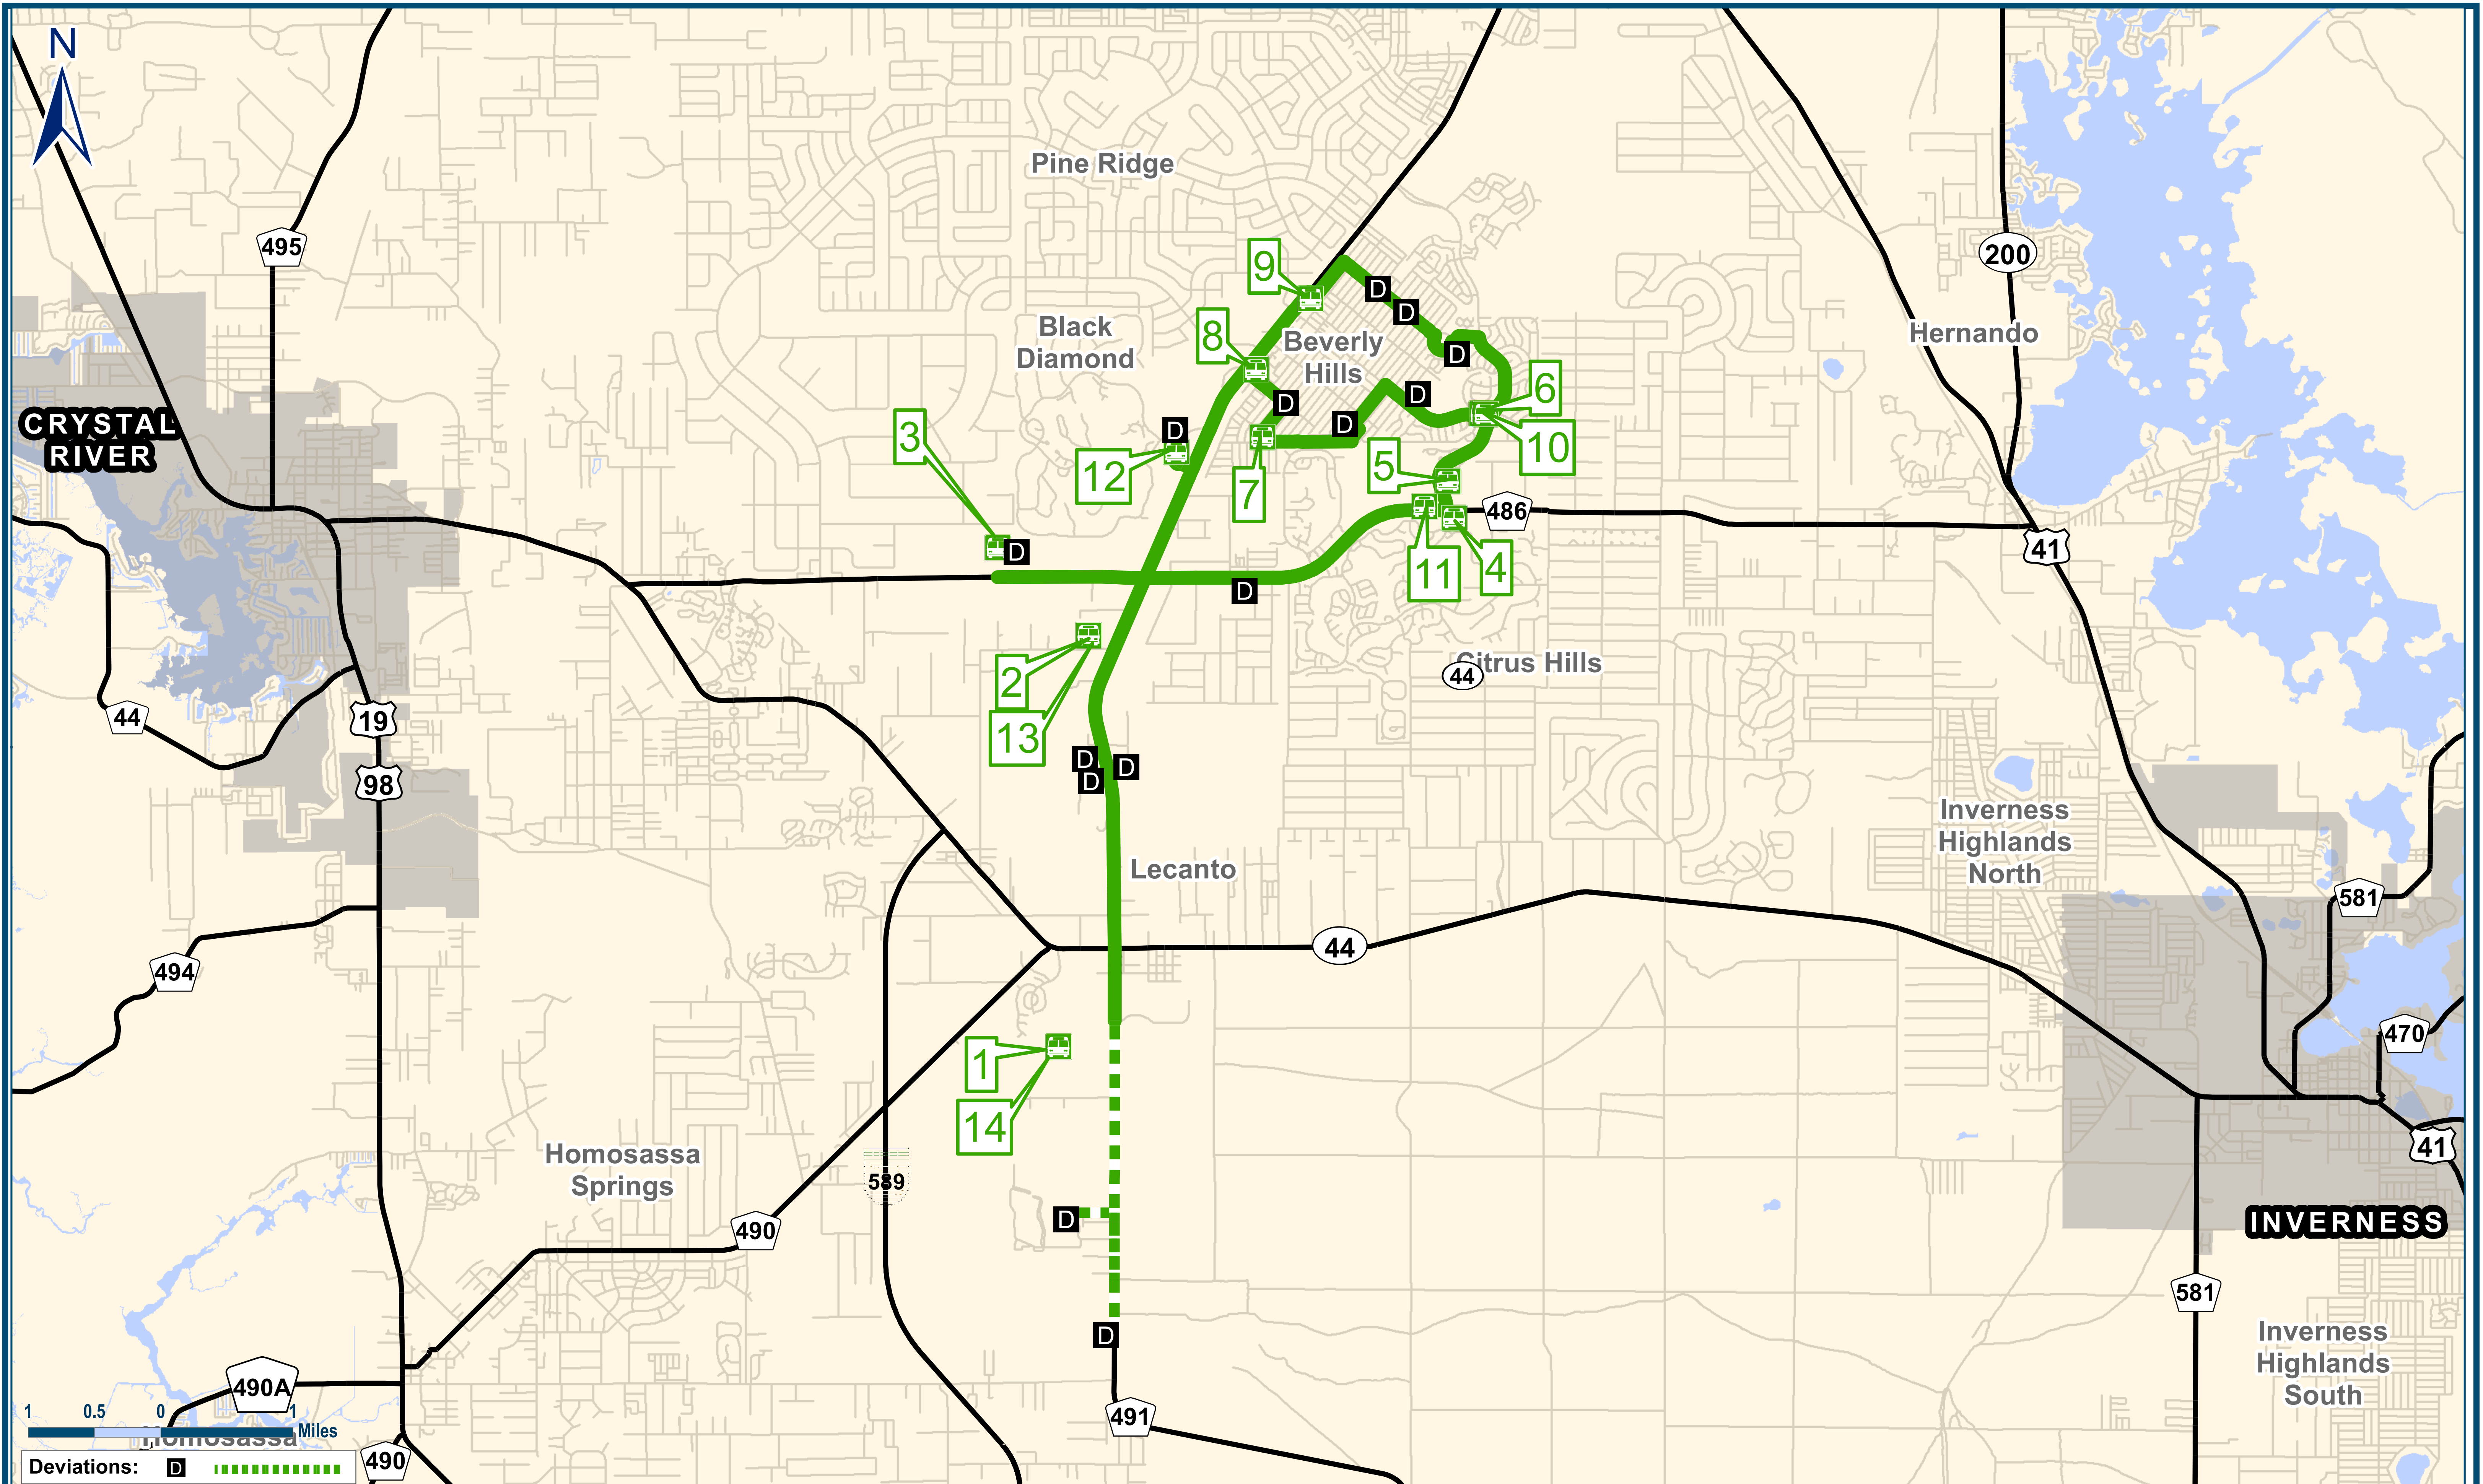 N
Pine Ridge
495
200
9
Hernando
Black
Diamond
8
Beverly
Hills
D
D
D
6
D
D
D
CRYSTAL
RIVER
3
D
12
7
5
10
486
41
D
D
11
4
2
13
Citrus Hills
44
44
19
98
D
D
D
Inverness
Highlands
North
Lecanto
581
44
494
470
1
14
41
Homosassa
Springs
589
490
D
INVERNESS
581
D
Inverness
Highlands
South
490A
491
1 0.5 0 1
Miles
Homosassa
490
Deviations: D